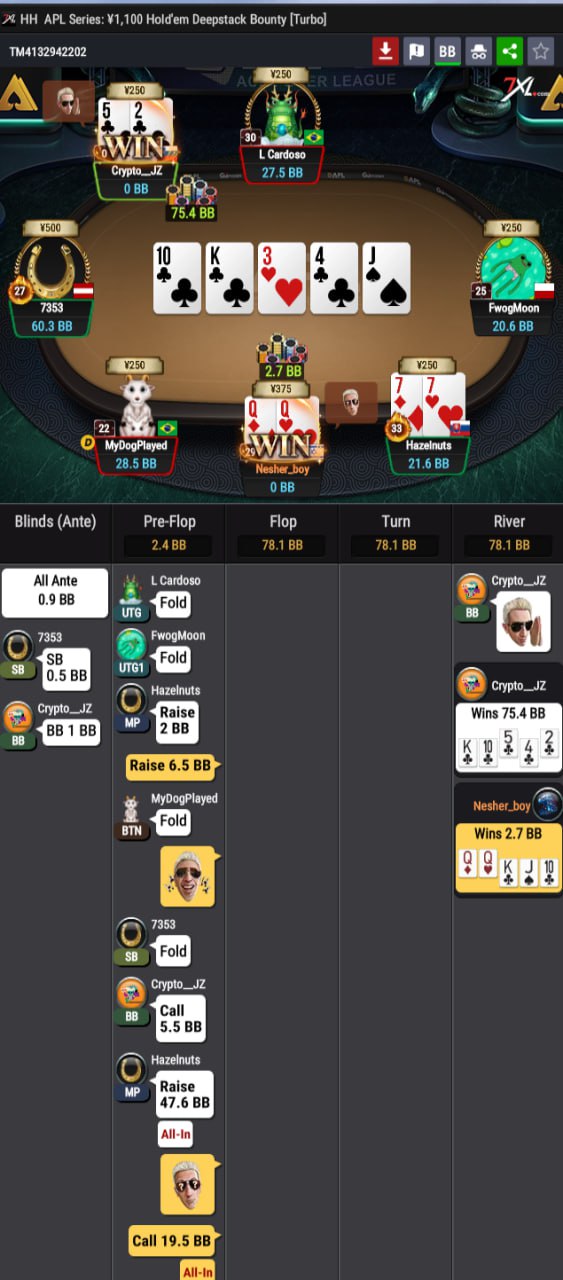 HH APL Series: ¥1,100 Hold'em Deepstack Bounty [Turbo]
TM4132942202
BB
¥250
¥250
7XL.com
5 2
WIN
Crypto__JZ
0 BB
30
L Cardoso
27.5 BB
75.4 BB
¥500
27
7353
60.3 BB
10 K 3 4 J
¥250
25
FwogMoon
20.6 BB
2.7 BB
¥250
22
D
MyDogPlayed
28.5 BB
¥375
Q Q
WIN
Nesher_boy
0 BB
¥250
7 7
33
Hazelnuts
21.6 BB
Blinds (Ante)
Pre-Flop
2.4 BB
Flop
78.1 BB
Turn
78.1 BB
River
78.1 BB
All Ante
0.9 BB
7353
SB
SB
0.5 BB
Crypto__JZ
BB
BB 1 BB
L Cardoso
UTG
Fold
FwogMoon
UTG1
Fold
Hazelnuts
MP
Raise
2 BB
Raise 6.5 BB
MyDogPlayed
BTN
Fold
7353
SB
Fold
Crypto__JZ
BB
Call
5.5 BB
Hazelnuts
MP
Raise
47.6 BB
All-In
Call 19.5 BB
All-In
Crypto__JZ
BB
Crypto__JZ
Wins 75.4 BB
K 10 5 4 2
Nesher_boy
Wins 2.7 BB
Q Q K J 10